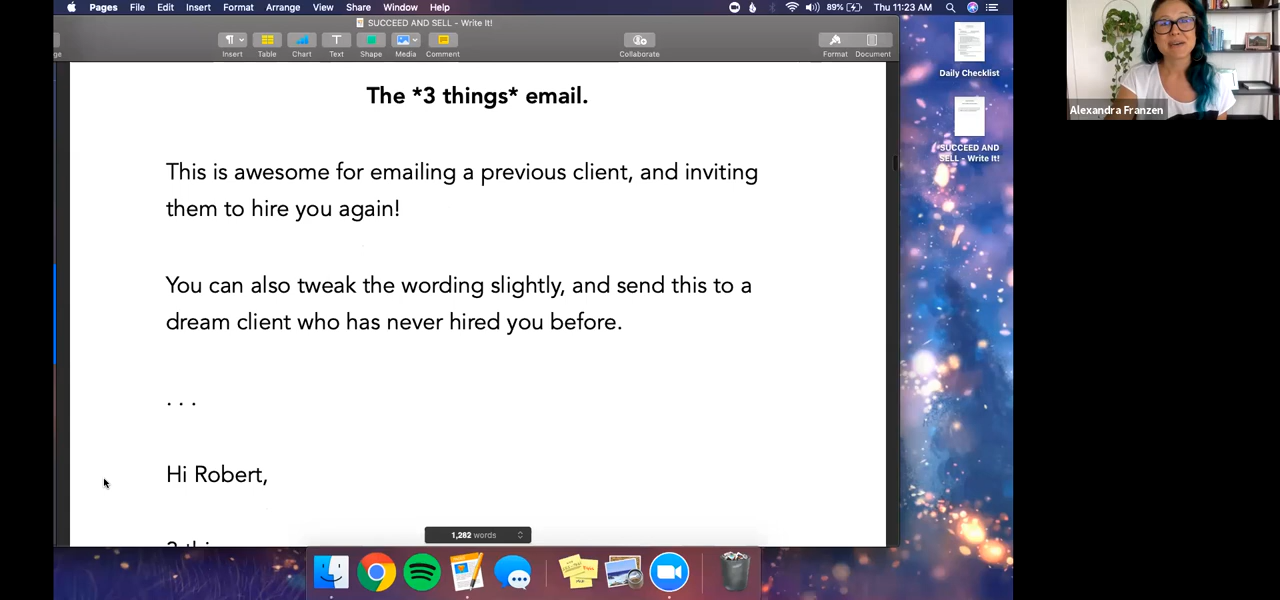 Pages File Edit Insert Format Arrange View Share Window Help
89% Thu 11:23 AM
SUCCEED AND SELL - Write It!
Insert Table Chart Text Shape Media Comment Collaborate Format Document
The *3 things* email.
This is awesome for emailing a previous client, and inviting
them to hire you again!
You can also tweak the wording slightly, and send this to a
dream client who has never hired you before.
. . .
Hi Robert,
1,282 words
Daily Checklist
SUCCEED AND
SELL - Write It!
Alexandra Franzen